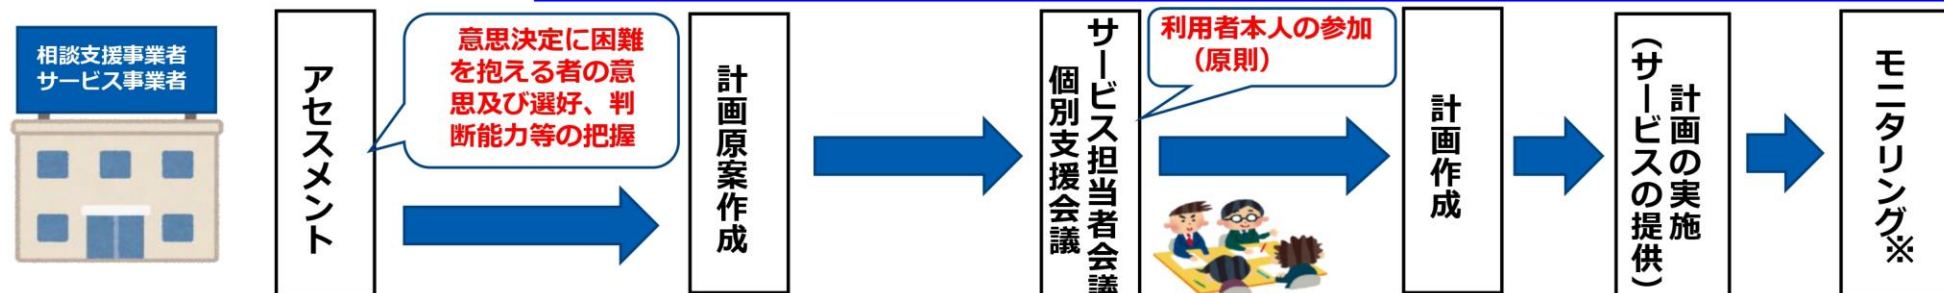 相談支援事業者
サービス事業者
アセスメント
意思決定に困難
を抱える者の意
思及び選好、判
断能力等の把握
計画原案作成
サービス担当者会議
個別支援会議
利用者本人の参加
（原則）
計画作成
計画の実施
（サービスの提供）
モニタリング※